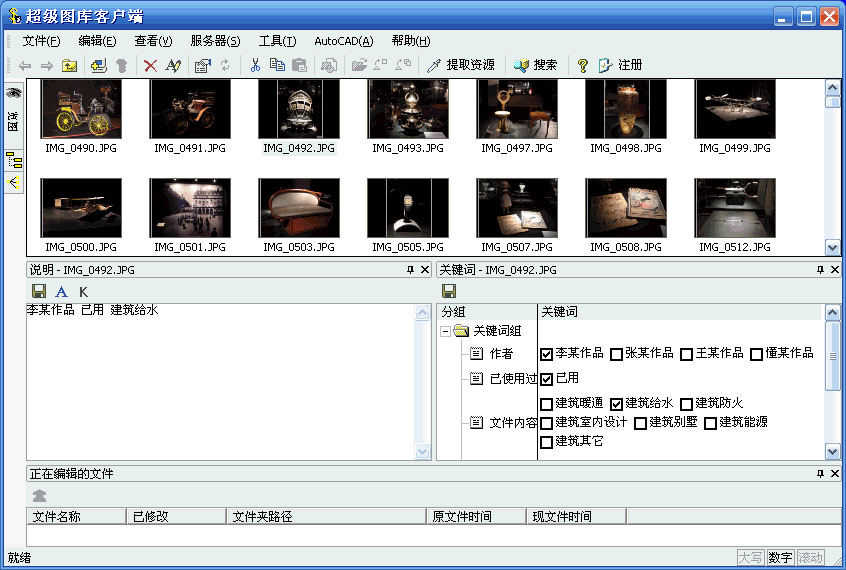 超级图库客户端
文件(F) 编辑(E) 查看(V) 服务器(S) 工具(T) AutoCAD(A) 帮助(H)
提取资源 搜索 注册
览图
IMG_0490.JPG IMG_0491.JPG IMG_0492.JPG IMG_0493.JPG IMG_0497.JPG IMG_0498.JPG IMG_0499.JPG
IMG_0500.JPG IMG_0501.JPG IMG_0503.JPG IMG_0505.JPG IMG_0507.JPG IMG_0508.JPG IMG_0512.JPG
说明 - IMG_0492.JPG
A K
李某作品 已用 建筑给水
关键词 - IMG_0492.JPG
分组 关键词
关键词组
作者 李某作品 张某作品 王某作品 懂某作品
已使用过 已用
建筑暖通 建筑给水 建筑防火
文件内容 建筑室内设计 建筑别墅 建筑能源
建筑其它
正在编辑的文件
文件名称 已修改 文件夹路径 原文件时间 现文件时间
就绪 大写 数字 滚动